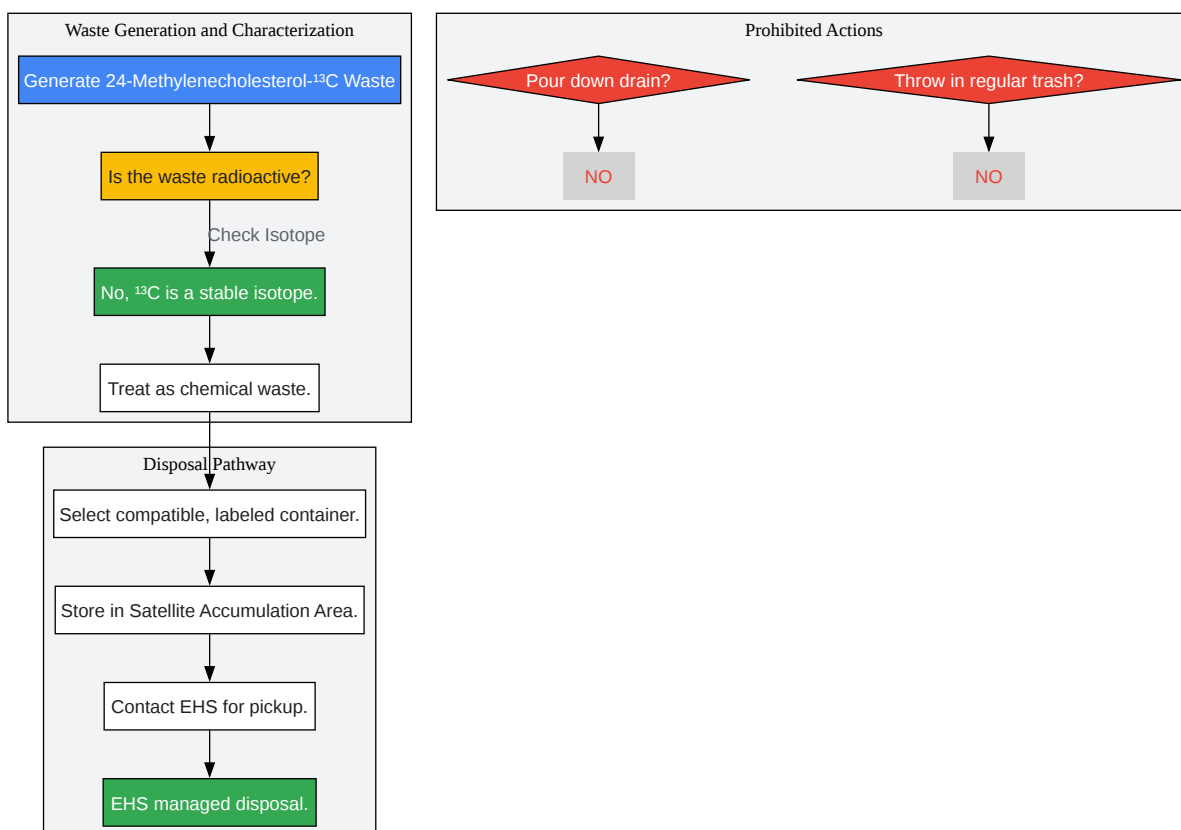 Waste Generation and Characterization
Generate 24-Methylenecholesterol-¹³C Waste
Is the waste radioactive?
Check Isotope
No, ¹³C is a stable isotope.
Treat as chemical waste.
Disposal Pathway
Select compatible, labeled container.
Store in Satellite Accumulation Area.
Contact EHS for pickup.
EHS managed disposal.
Prohibited Actions
Pour down drain?
NO
Throw in regular trash?
NO